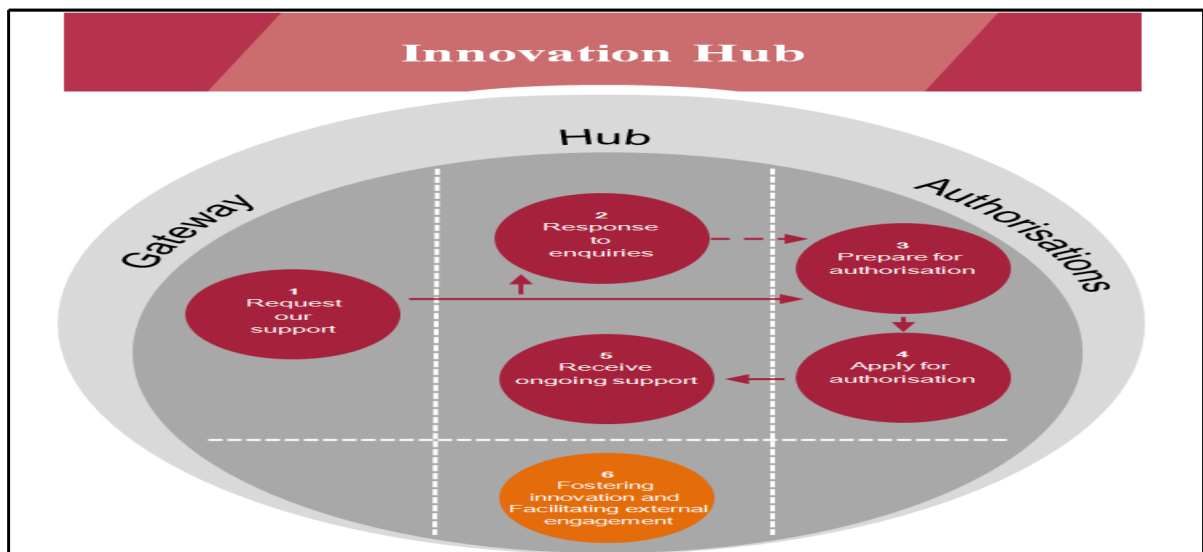 Innovation Hub
Hub
Gateway
Authorisations
1
Request
our
support
2
Response
to
enquiries
3
Prepare for
authorisation
4
Apply for
authorisation
5
Receive
ongoing support
6
Fostering
innovation and
Facilitating external
engagement